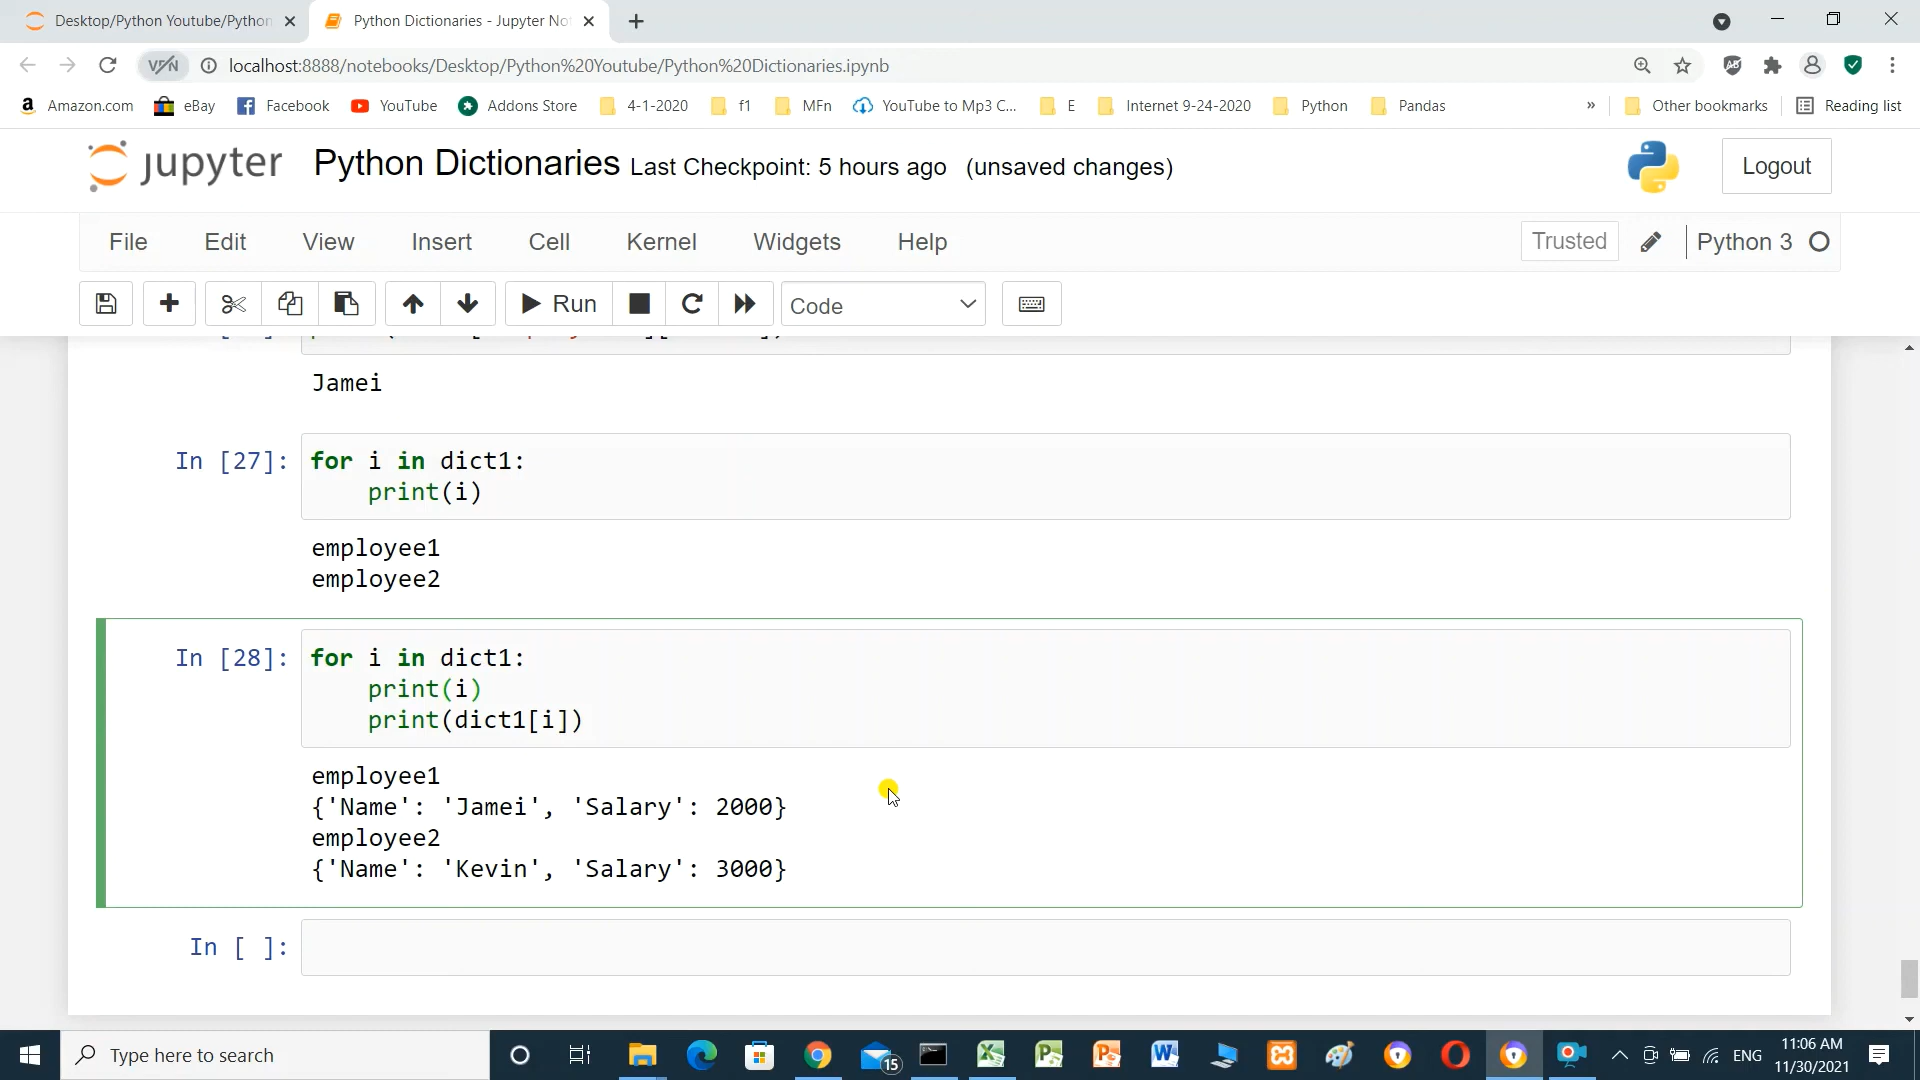 Desktop/Python Youtube/Python
Python Dictionaries - Jupyter Not
VPN
localhost:8888/notebooks/Desktop/Python%20Youtube/Python%20Dictionaries.ipynb
Amazon.com eBay Facebook YouTube Addons Store 4-1-2020 f1 MFn YouTube to Mp3 C... E Internet 9-24-2020 Python Pandas » Other bookmarks Reading list
jupyter Python Dictionaries Last Checkpoint: 5 hours ago (unsaved changes) Logout
File Edit View Insert Cell Kernel Widgets Help Trusted Python 3
Run Code
Jamei
In [27]: for i in dict1:
print(i)
employee1
employee2
In [28]: for i in dict1:
print(i)
print(dict1[i])
employee1
{'Name': 'Jamei', 'Salary': 2000}
employee2
{'Name': 'Kevin', 'Salary': 3000}
In [ ]:
Type here to search
15
ENG
11:06 AM
11/30/2021